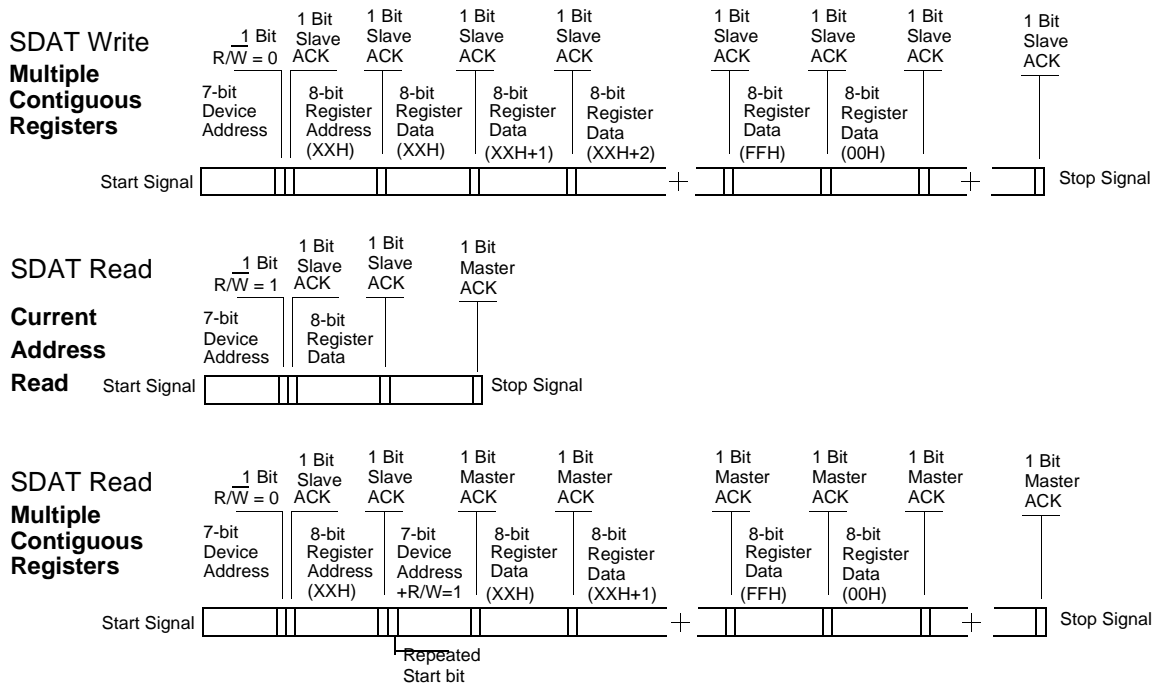 SDAT Write
Multiple
Contiguous
Registers
1 Bit
R/W = 0
1 Bit
Slave
ACK
1 Bit
Slave
ACK
1 Bit
Slave
ACK
1 Bit
Slave
ACK
1 Bit
Slave
ACK
1 Bit
Slave
ACK
1 Bit
Slave
ACK
1 Bit
Slave
ACK
7-bit
Device
Address
8-bit
Register
Address
(XXH)
8-bit
Register
Data
(XXH)
8-bit
Register
Data
(XXH+1)
8-bit
Register
Data
(XXH+2)
8-bit
Register
Data
(FFH)
8-bit
Register
Data
(00H)
Start Signal
Stop Signal
SDAT Read
Current
Address
Read
1 Bit
R/W = 1
1 Bit
Slave
ACK
1 Bit
Slave
ACK
1 Bit
Master
ACK
7-bit
Device
Address
8-bit
Register
Data
Start Signal
Stop Signal
SDAT Read
Multiple
Contiguous
Registers
1 Bit
R/W = 0
1 Bit
Slave
ACK
1 Bit
Slave
ACK
1 Bit
Master
ACK
1 Bit
Master
ACK
1 Bit
Master
ACK
1 Bit
Master
ACK
1 Bit
Master
ACK
1 Bit
Master
ACK
7-bit
Device
Address
8-bit
Register
Address
(XXH)
7-bit
Device
Address
+R/W=1
8-bit
Register
Data
(XXH)
8-bit
Register
Data
(XXH+1)
8-bit
Register
Data
(FFH)
8-bit
Register
Data
(00H)
Start Signal
Stop Signal
Repeated
Start bit